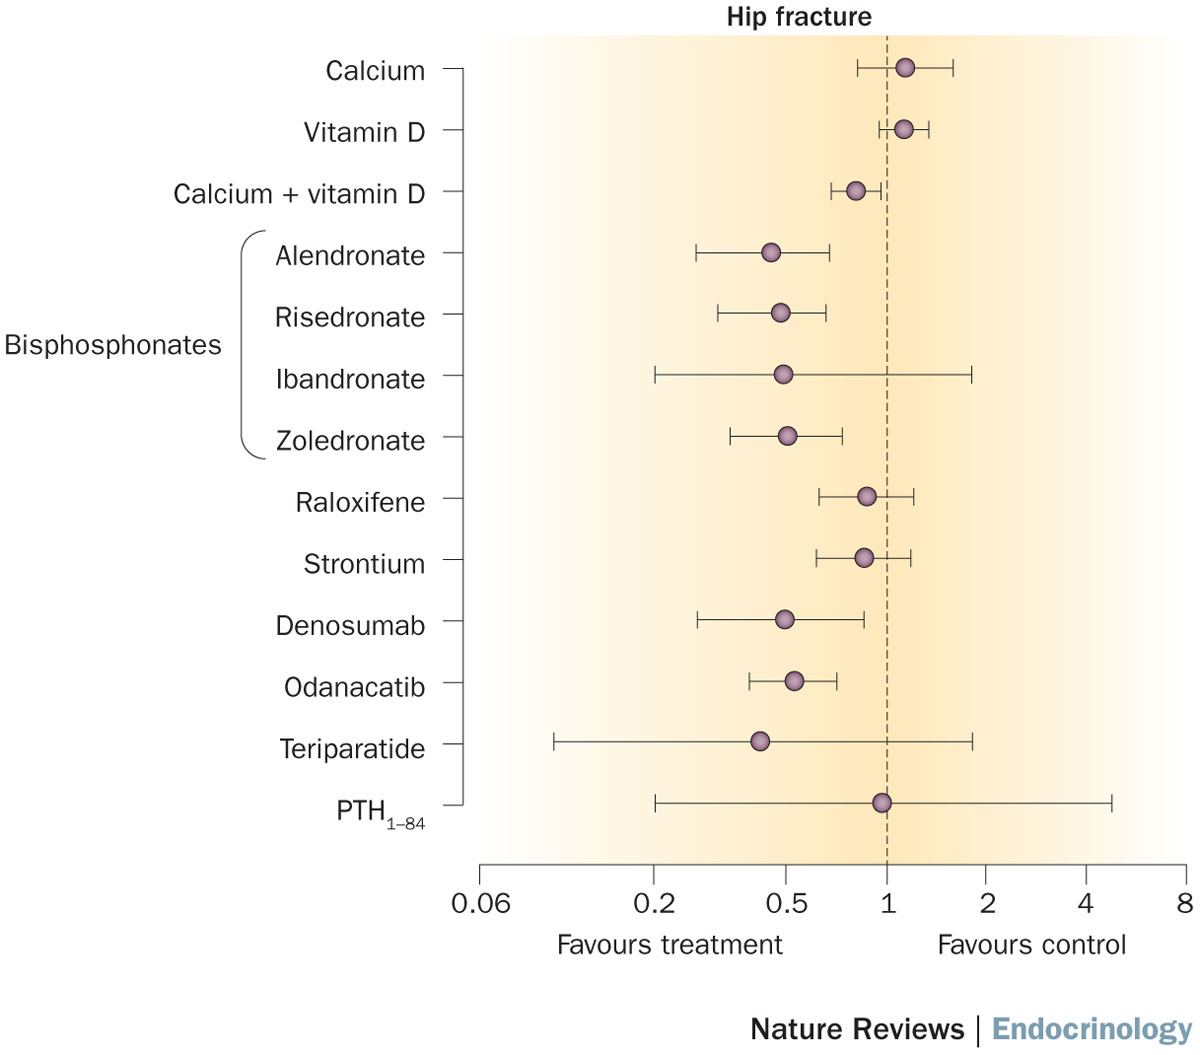 Hip fracture
Calcium
Vitamin D
Calcium + vitamin D
Bisphosphonates
Alendronate
Risedronate
Ibandronate
Zoledronate
Raloxifene
Strontium
Denosumab
Odanacatib
Teriparatide
PTH1–84
0.06 0.2 0.5 1 2 4 8
Favours treatment Favours control
Nature Reviews | Endocrinology